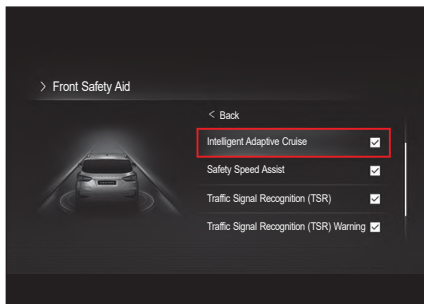 > Front Safety Aid
< Back
Intelligent Adaptive Cruise
Safety Speed Assist
Traffic Signal Recognition (TSR)
Traffic Signal Recognition (TSR) Warning